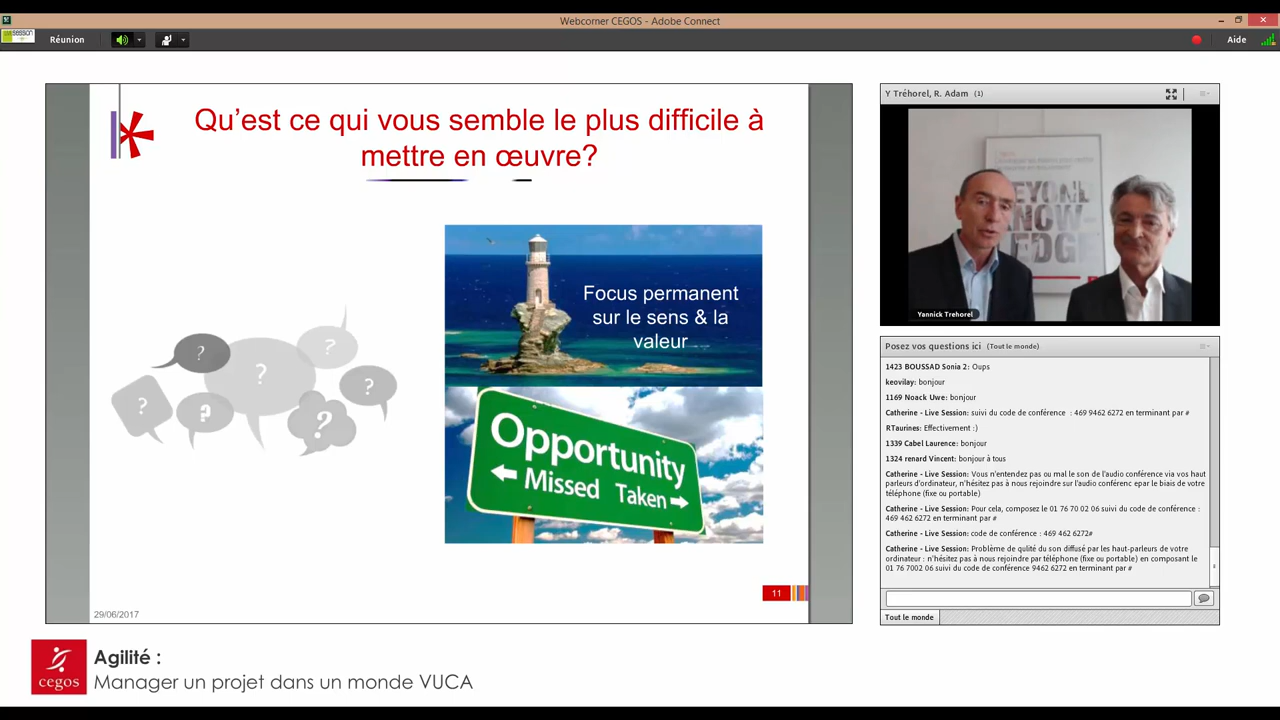 Webcorner CEGOS - Adobe Connect
session
Réunion
Aide
Qu’est ce qui vous semble le plus difficile à
mettre en œuvre?
?
?
?
?
?
?
?
Focus permanent
sur le sens & la
valeur
Opportunity
Missed Taken
11
29/06/2017
Y Tréhorel, R. Adam (1)
BEYOND
KNOW-
EDGE
Yannick Trehorel
Posez vos questions ici (Tout le monde)
1423 BOUSSAD Sonia 2: Oups
keovilay: bonjour
1169 Noack Uwe: bonjour
Catherine - Live Session: suivi du code de conférence : 469 9462 6272 en terminant par #
RTaurines: Effectivement :)
1339 Cabel Laurence: bonjour
1324 renard Vincent: bonjour à tous
Catherine - Live Session: Vous n'entendez pas ou mal le son de l'audio conférence via vos haut
parleurs d'ordinateur, n'hésitez pas à nous rejoindre sur l'audio conférenc epar le biais de votre
téléphone (fixe ou portable)
Catherine - Live Session: Pour cela, composez le 01 76 70 02 06 suivi du code de conférence :
469 462 6272 en terminant par #
Catherine - Live Session: code de conférence : 469 462 6272#
Catherine - Live Session: Problème de qulité du son diffusé par les haut-parleurs de votre
ordinateur : n'hésitez pas à nous rejoindre par téléphone (fixe ou portable) en composant le
01 76 7002 06 suivi du code de conférence 9462 6272 en terminant par #
Tout le monde
cegos
Agilité :
Manager un projet dans un monde VUCA